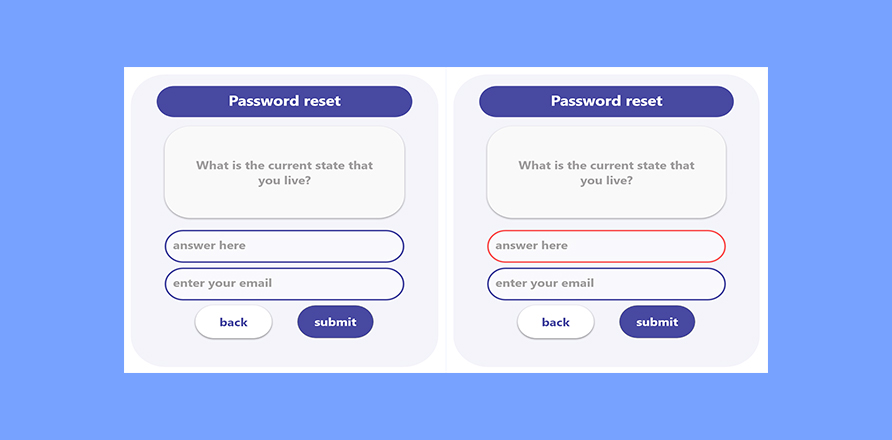 Password reset
What is the current state that
you live?
answer here
enter your email
back
submit
Password reset
What is the current state that
you live?
answer here
enter your email
back
submit